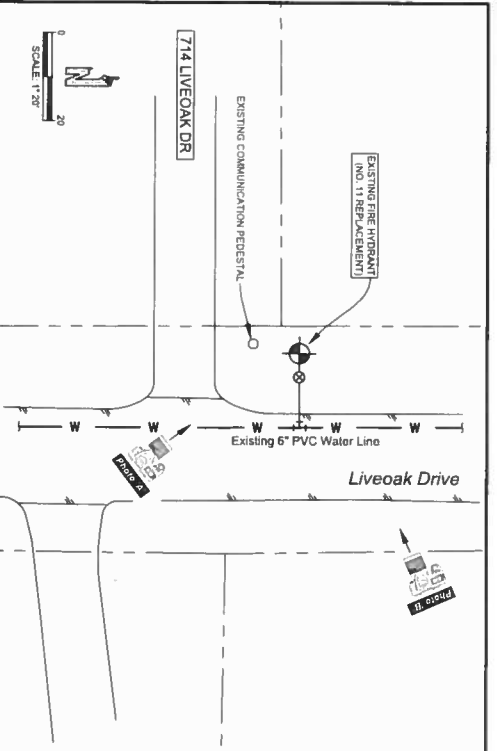 714 LIVEOAK DR
EXISTING COMMUNICATION PEDESTAL
EXISTING FIRE HYDRANT
(NO. 11 REPLACEMENT)
N
0 20
SCALE: 1" 20'
W W W W W
Existing 6" PVC Water Line
Liveoak Drive
Photo A
Photo B